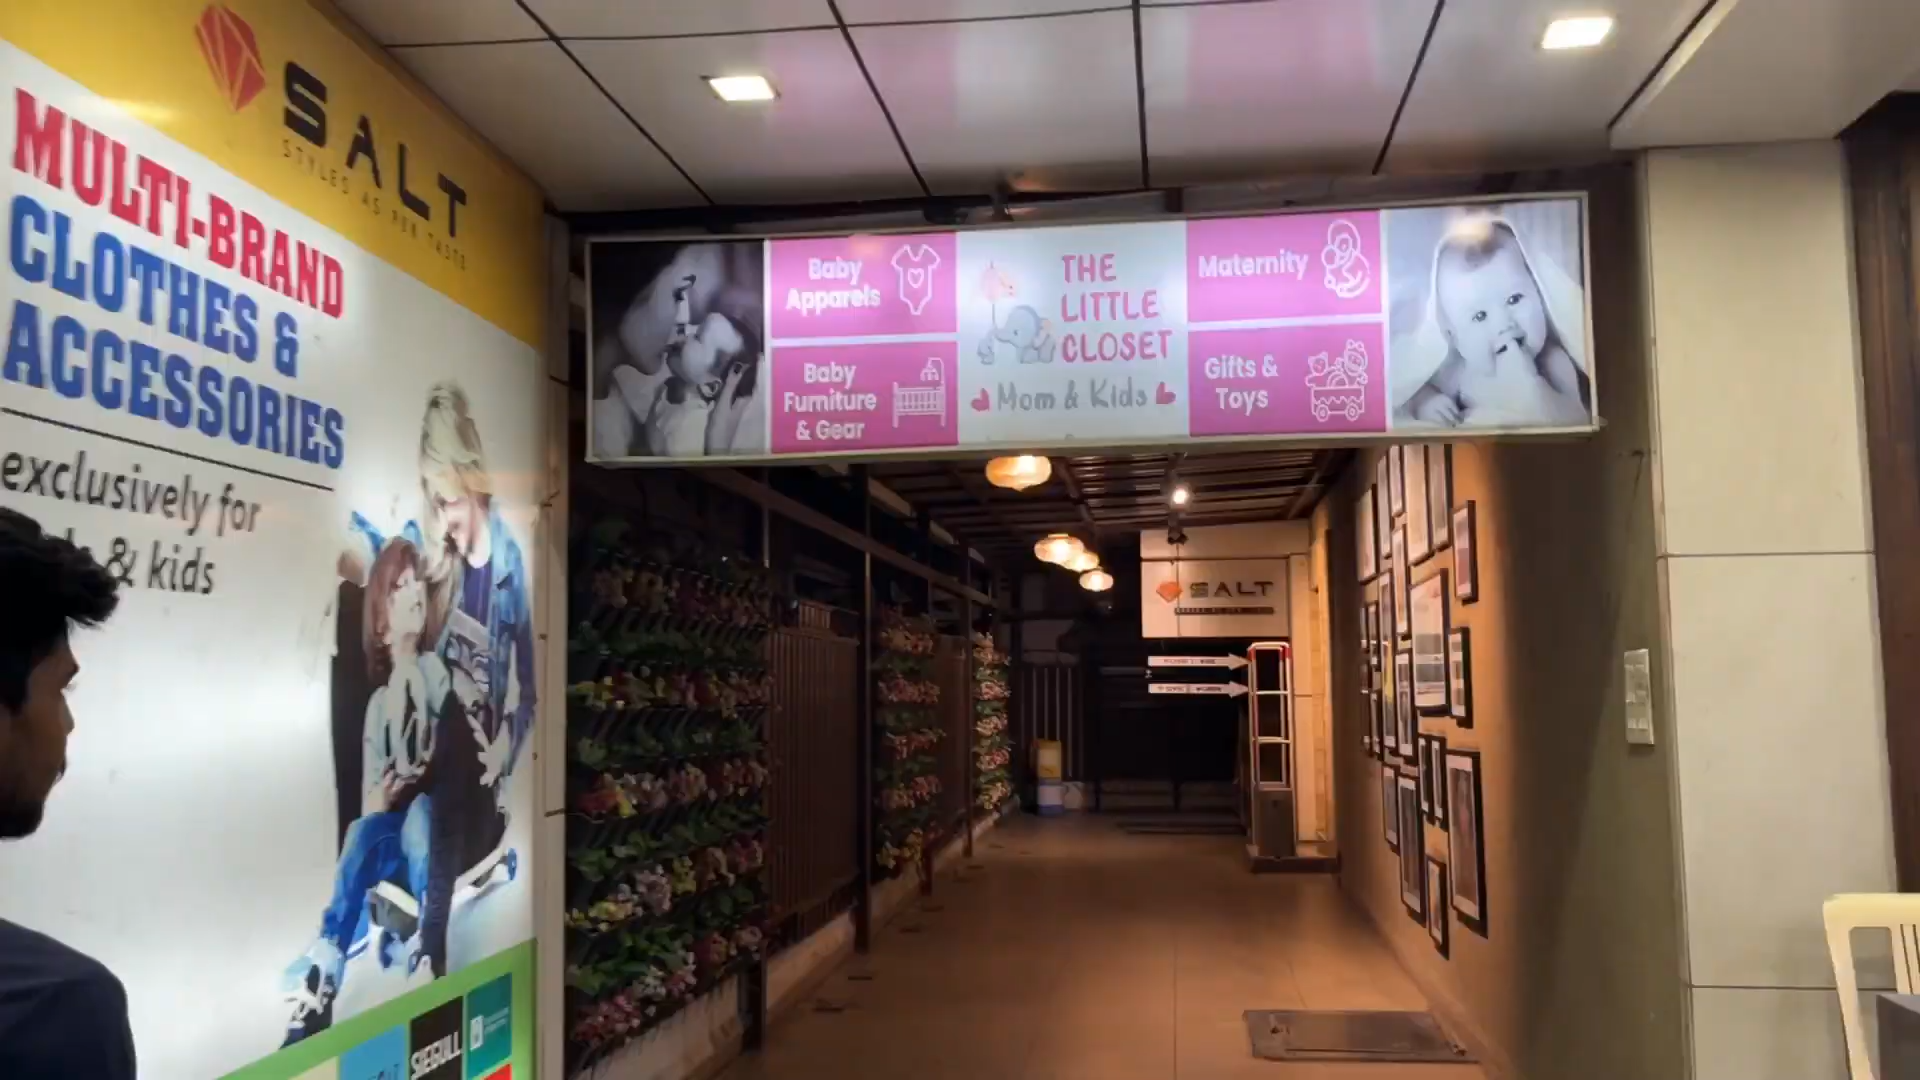 SALT
STYLES AS PER TASTE
MULTI-BRAND
CLOTHES &
ACCESSORIES
exclusively for
& kids
SIEGULL
Baby
Apparels
Baby
Furniture
& Gear
THE
LITTLE
CLOSET
Mom & Kids
Maternity
Gifts &
Toys
SALT